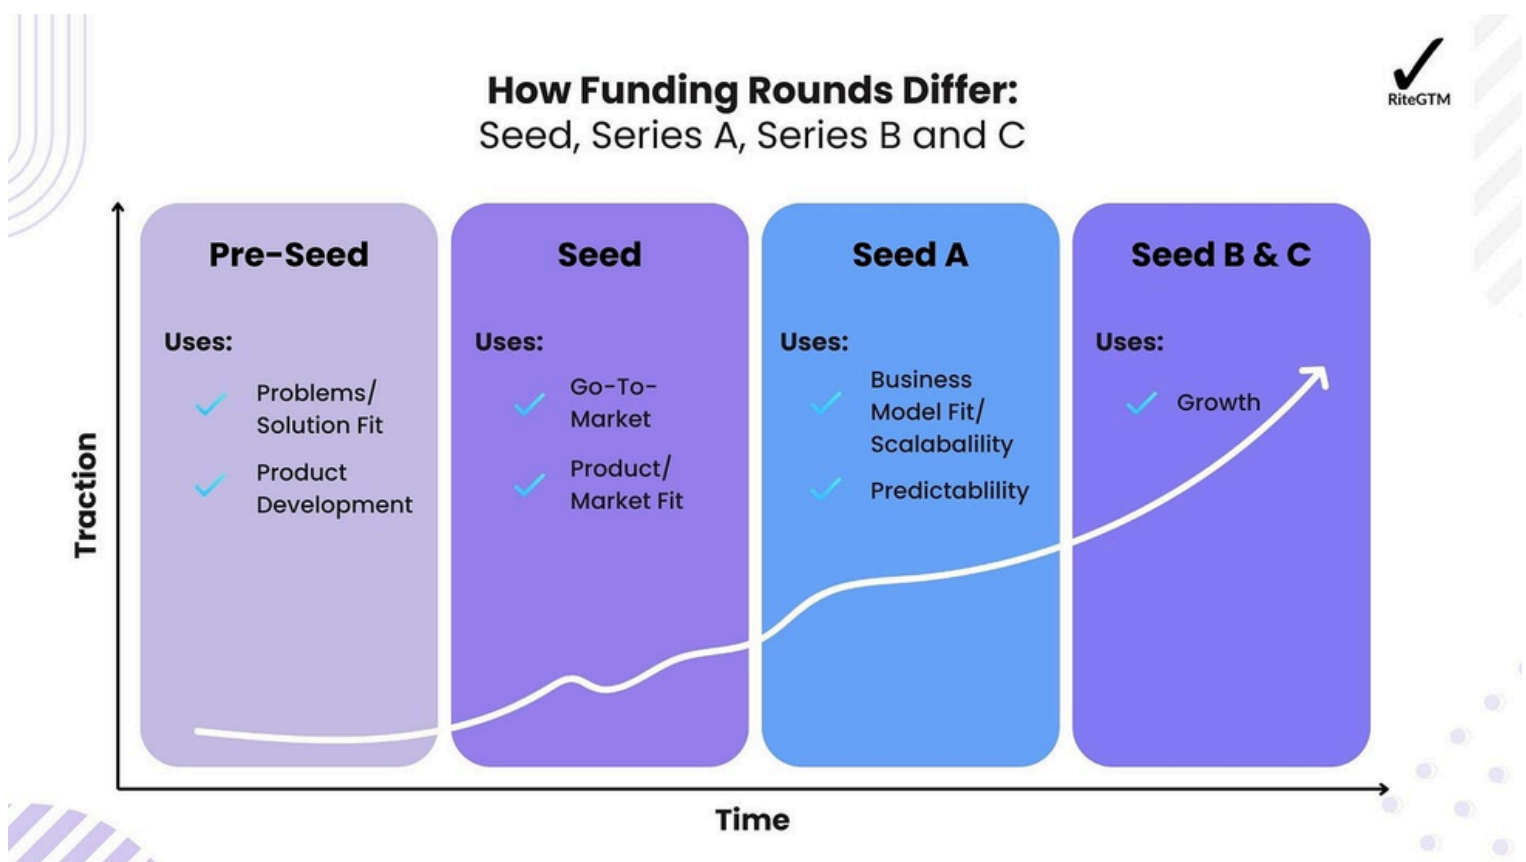 How Funding Rounds Differ:
Seed, Series A, Series B and C
RiteGTM
Traction
Pre-Seed
Uses:
Problems/
Solution Fit
Product
Development
Seed
Uses:
Go-To-
Market
Product/
Market Fit
Seed A
Uses:
Business
Model Fit/
Scalabalility
Predictablility
Seed B & C
Uses:
Growth
Time